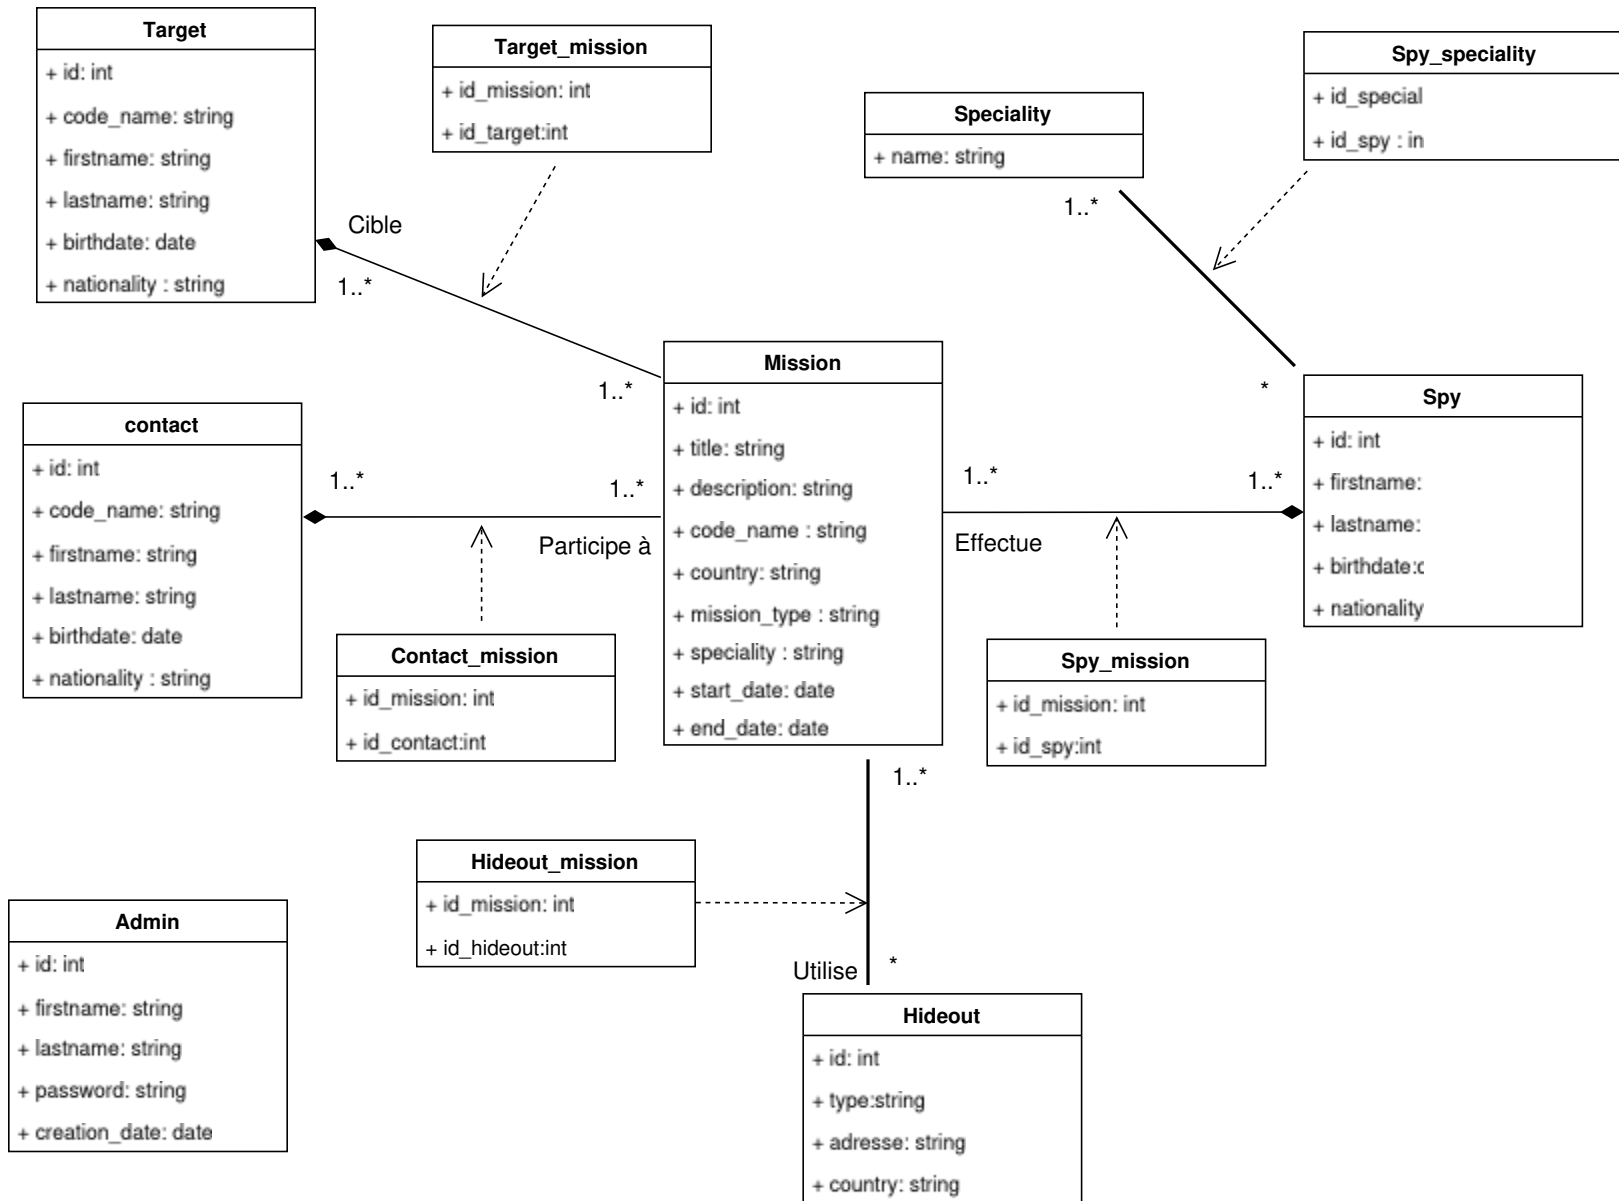 Target
+ id: int
+ code_name: string
+ firstname: string
+ lastname: string
+ birthdate: date
+ nationality : string
Target_mission
+ id_mission: int
+ id_target:int
Speciality
+ name: string
Spy_speciality
+ id_special
+ id_spy : in
Cible
1..*
1..*
1..*
*
contact
+ id: int
+ code_name: string
+ firstname: string
+ lastname: string
+ birthdate: date
+ nationality : string
1..*
1..*
Participe à
Contact_mission
+ id_mission: int
+ id_contact:int
Mission
+ id: int
+ title: string
+ description: string
+ code_name : string
+ country: string
+ mission_type : string
+ speciality : string
+ start_date: date
+ end_date: date
1..*
1..*
Effectue
Spy_mission
+ id_mission: int
+ id_spy:int
Spy
+ id: int
+ firstname:
+ lastname:
+ birthdate:
+ nationality
1..*
Hideout_mission
+ id_mission: int
+ id_hideout:int
Utilise
*
Hideout
+ id: int
+ type:string
+ adresse: string
+ country: string
Admin
+ id: int
+ firstname: string
+ lastname: string
+ password: string
+ creation_date: date